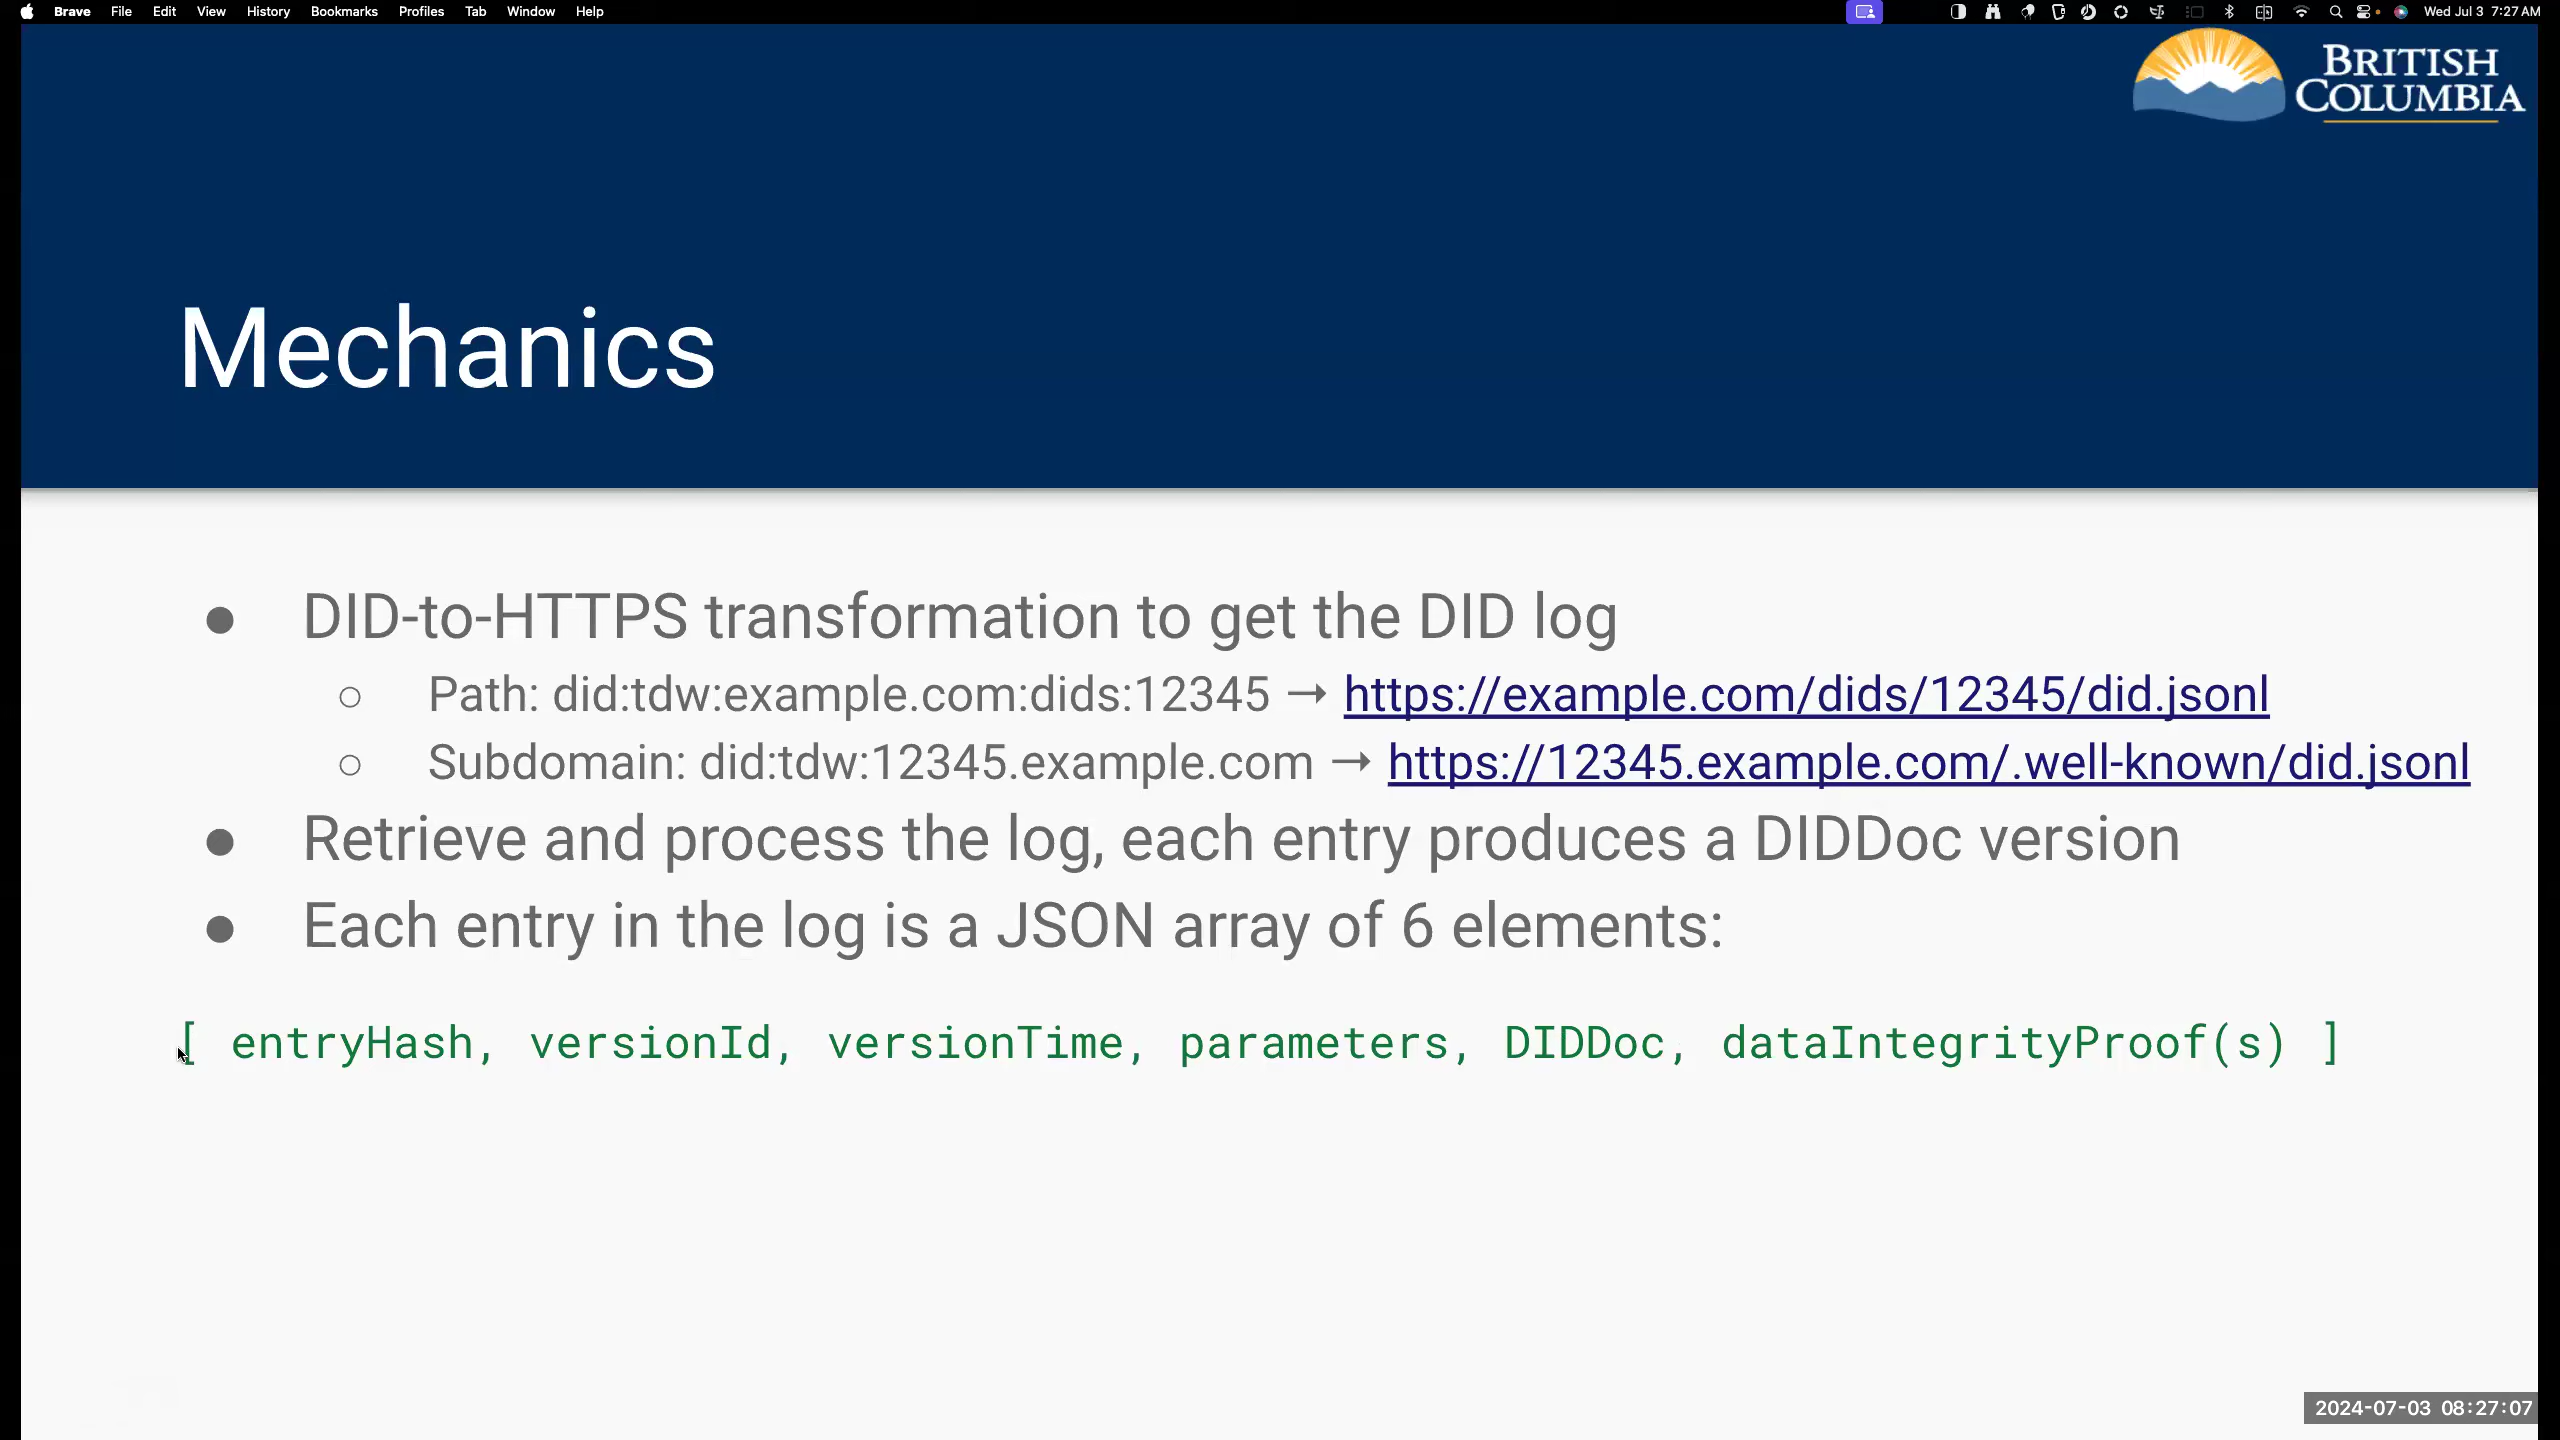 Brave File Edit View History Bookmarks Profiles Tab Window Help Wed Jul 3 7:27 AM
BRITISH
COLUMBIA
Mechanics
● DID-to-HTTPS transformation to get the DID log
○ Path: did:tdw:example.com:dids:12345 → https://example.com/dids/12345/did.jsonl
○ Subdomain: did:tdw:12345.example.com → https://12345.example.com/.well-known/did.jsonl
● Retrieve and process the log, each entry produces a DIDDoc version
● Each entry in the log is a JSON array of 6 elements:
[ entryHash, versionId, versionTime, parameters, DIDDoc, dataIntegrityProof(s) ]
2024-07-03 08:27:07